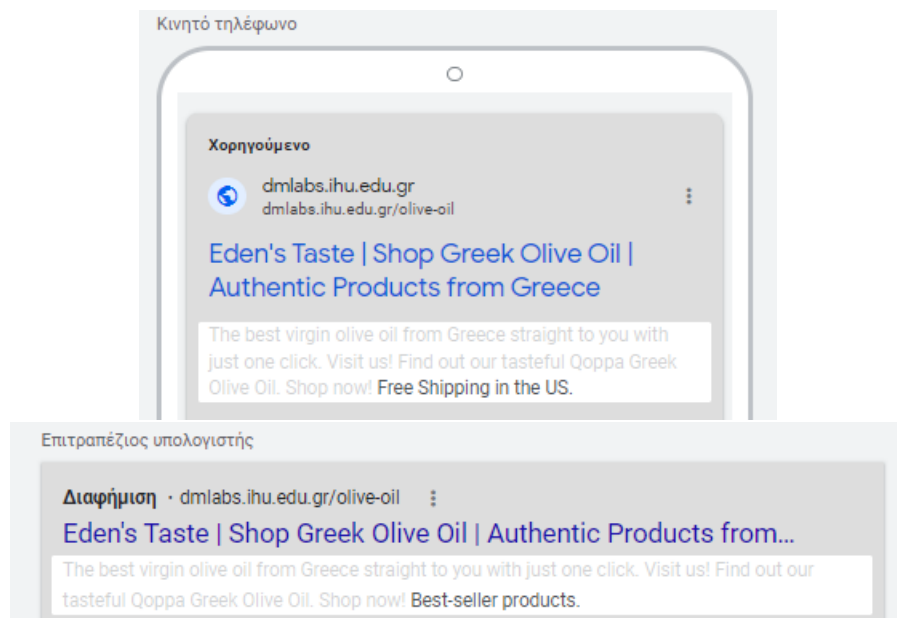 Κινητό τηλέφωνο
Χορηγούμενο
dmlabs.ihu.edu.gr
dmlabs.ihu.edu.gr/olive-oil
Eden's Taste | Shop Greek Olive Oil |
Authentic Products from Greece
The best virgin olive oil from Greece straight to you with
just one click. Visit us! Find out our tasteful Qoppa Greek
Olive Oil. Shop now! Free Shipping in the US.
Επιτραπέζιος υπολογιστής
Διαφήμιση · dmlabs.ihu.edu.gr/olive-oil
Eden's Taste | Shop Greek Olive Oil | Authentic Products from...
The best virgin olive oil from Greece straight to you with just one click. Visit us! Find out our
tasteful Qoppa Greek Olive Oil. Shop now! Best-seller products.